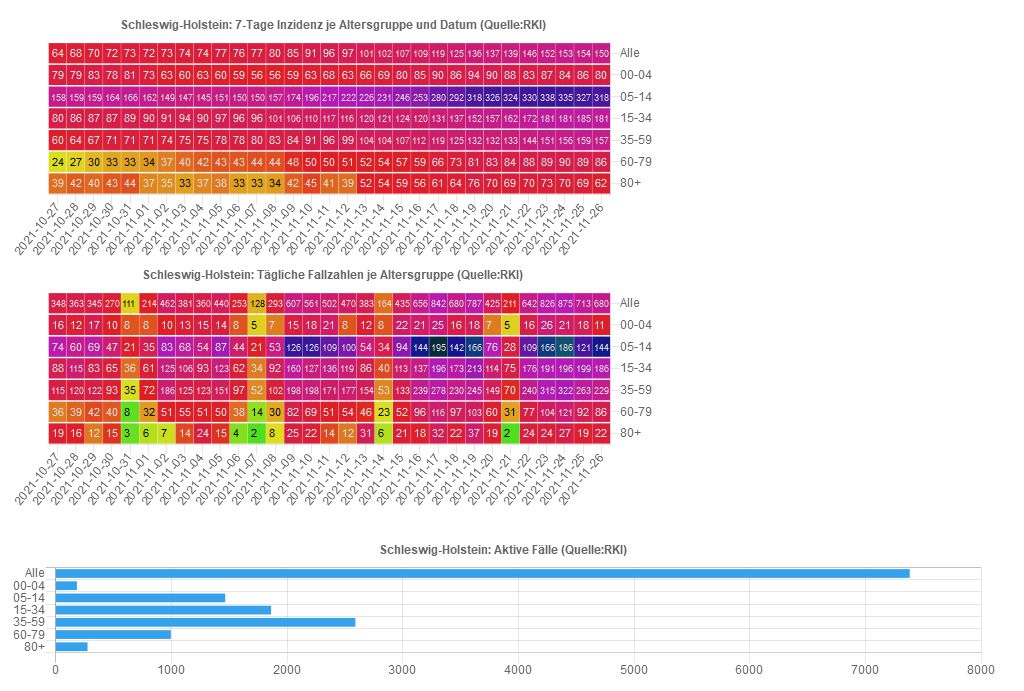 Schleswig-Holstein: 7-Tage Inzidenz je Altersgruppe und Datum (Quelle:RKI)
64 68 70 72 73 72 73 74 74 77 76 77 80 85 91 96 97 101 102 107 109 119 125 136 137 139 146 152 153 154 150 Alle
79 79 83 78 81 73 63 60 63 60 59 56 56 59 63 68 63 66 69 80 85 90 86 94 90 88 83 87 84 86 80 00-04
158 159 159 164 166 162 149 147 145 151 150 150 157 174 196 217 222 226 231 246 253 280 292 318 326 324 330 338 335 327 318 05-14
80 86 87 87 89 90 91 94 90 97 96 96 101 106 110 117 116 120 121 124 120 131 137 152 157 162 172 181 181 185 181 15-34
60 64 67 71 71 71 74 75 75 78 78 80 83 84 91 96 99 104 104 107 112 119 125 132 132 133 144 151 156 159 157 35-59
24 27 30 33 33 34 37 40 42 43 43 44 44 48 50 50 51 52 54 57 59 66 73 81 83 84 88 89 90 89 86 60-79
39 42 40 43 44 37 35 33 37 38 33 33 34 42 45 41 39 52 54 59 56 61 64 76 70 69 70 73 70 69 62 80+
2021-10-27 2021-10-28 2021-10-29 2021-10-30 2021-10-31 2021-11-01 2021-11-02 2021-11-03 2021-11-04 2021-11-05 2021-11-06 2021-11-07 2021-11-08 2021-11-09 2021-11-10 2021-11-11 2021-11-12 2021-11-13 2021-11-14 2021-11-15 2021-11-16 2021-11-17 2021-11-18 2021-11-19 2021-11-20 2021-11-21 2021-11-22 2021-11-23 2021-11-24 2021-11-25 2021-11-26
Schleswig-Holstein: Tägliche Fallzahlen je Altersgruppe (Quelle:RKI)
348 363 345 270 111 214 462 381 360 440 253 128 293 607 561 502 470 383 164 435 656 842 680 787 425 211 642 826 875 713 680 Alle
16 12 17 10 8 8 10 13 15 14 8 5 7 15 18 21 8 12 8 22 21 25 16 18 7 5 16 26 21 18 11 00-04
74 60 69 47 21 35 83 68 54 87 44 21 53 126 126 109 100 54 34 94 144 195 142 166 76 28 109 166 186 121 144 05-14
88 115 83 65 36 61 125 106 93 123 62 34 92 160 127 136 119 86 40 113 137 196 173 213 114 75 176 191 196 199 186 15-34
115 120 122 93 35 72 186 125 123 151 97 52 102 198 198 171 177 154 53 133 239 278 230 245 149 70 240 315 322 263 229 35-59
36 39 42 40 8 32 51 55 51 50 38 14 30 82 69 51 54 46 23 52 96 116 97 103 60 31 77 104 121 92 86 60-79
19 16 12 15 3 6 7 14 24 15 4 2 8 25 22 14 12 31 6 21 18 32 22 37 19 2 24 24 27 19 22 80+
2021-10-27 2021-10-28 2021-10-29 2021-10-30 2021-10-31 2021-11-01 2021-11-02 2021-11-03 2021-11-04 2021-11-05 2021-11-06 2021-11-07 2021-11-08 2021-11-09 2021-11-10 2021-11-11 2021-11-12 2021-11-13 2021-11-14 2021-11-15 2021-11-16 2021-11-17 2021-11-18 2021-11-19 2021-11-20 2021-11-21 2021-11-22 2021-11-23 2021-11-24 2021-11-25 2021-11-26
Schleswig-Holstein: Aktive Fälle (Quelle:RKI)
Alle
00-04
05-14
15-34
35-59
60-79
80+
0 1000 2000 3000 4000 5000 6000 7000 8000